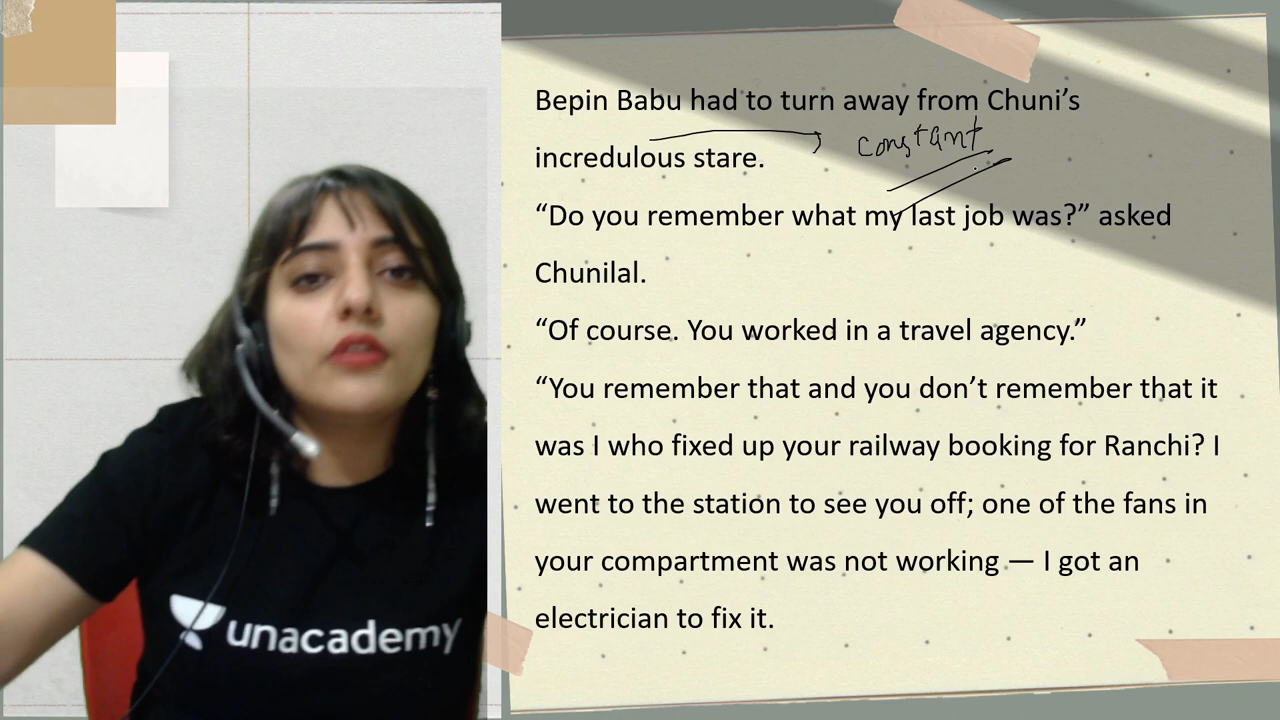 Bepin Babu had to turn away from Chuni’s
constant
incredulous stare.
“Do you remember what my last job was?” asked
Chunilal.
“Of course. You worked in a travel agency.”
“You remember that and you don’t remember that it
was I who fixed up your railway booking for Ranchi? I
went to the station to see you off; one of the fans in
your compartment was not working — I got an
electrician to fix it.
unacademy